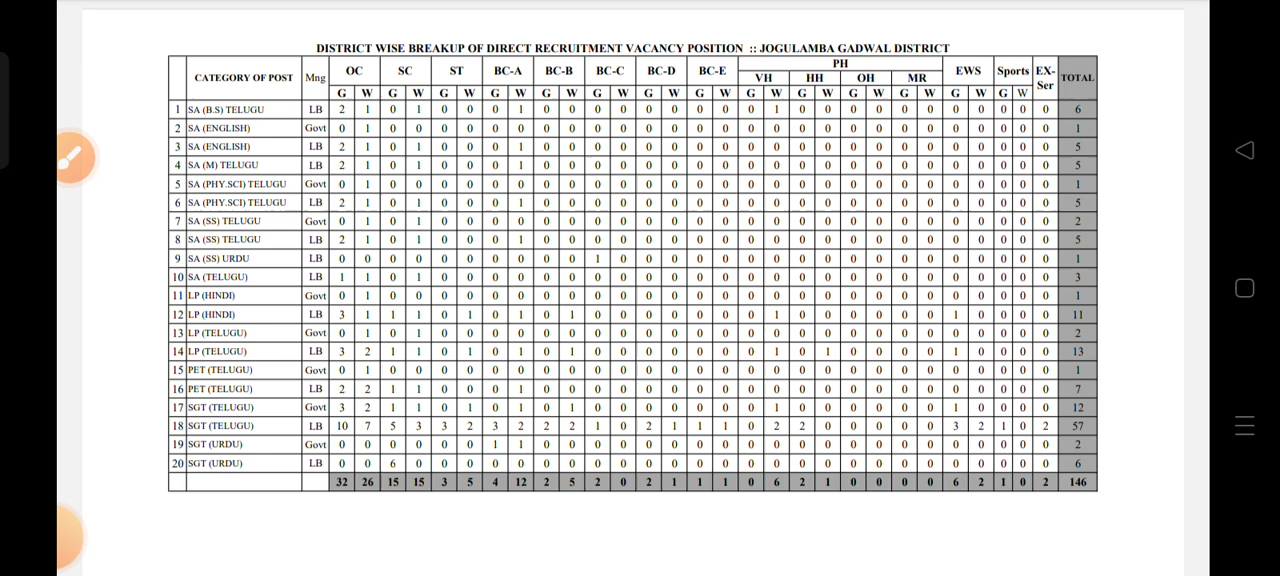 DISTRICT WISE BREAKUP OF DIRECT RECRUITMENT VACANCY POSITION :: JOGULAMBA GADWAL DISTRICT
CATEGORY OF POST Mng OC SC ST BC-A BC-B BC-C BC-D BC-E PH EWS Sports EX-Ser TOTAL
VH HH OH MR
G W G W G W G W G W G W G W G W G W G W G W G W G W G W
1 SA (B.S) TELUGU LB 2 1 0 1 0 0 0 1 0 0 0 0 0 0 0 0 0 1 0 0 0 0 0 0 0 0 0 0 0 6
2 SA (ENGLISH) Govt 0 1 0 0 0 0 0 0 0 0 0 0 0 0 0 0 0 0 0 0 0 0 0 0 0 0 0 0 0 1
3 SA (ENGLISH) LB 2 1 0 1 0 0 0 1 0 0 0 0 0 0 0 0 0 0 0 0 0 0 0 0 0 0 0 0 0 5
4 SA (M) TELUGU LB 2 1 0 1 0 0 0 1 0 0 0 0 0 0 0 0 0 0 0 0 0 0 0 0 0 0 0 0 0 5
5 SA (PHY.SCI) TELUGU Govt 0 1 0 0 0 0 0 0 0 0 0 0 0 0 0 0 0 0 0 0 0 0 0 0 0 0 0 0 0 1
6 SA (PHY.SCI) TELUGU LB 2 1 0 1 0 0 0 1 0 0 0 0 0 0 0 0 0 0 0 0 0 0 0 0 0 0 0 0 0 5
7 SA (SS) TELUGU Govt 0 1 0 1 0 0 0 0 0 0 0 0 0 0 0 0 0 0 0 0 0 0 0 0 0 0 0 0 0 2
8 SA (SS) TELUGU LB 2 1 0 1 0 0 0 1 0 0 0 0 0 0 0 0 0 0 0 0 0 0 0 0 0 0 0 0 0 5
9 SA (SS) URDU LB 0 0 0 0 0 0 0 0 0 0 1 0 0 0 0 0 0 0 0 0 0 0 0 0 0 0 0 0 0 1
10 SA (TELUGU) LB 1 1 0 1 0 0 0 0 0 0 0 0 0 0 0 0 0 0 0 0 0 0 0 0 0 0 0 0 0 3
11 LP (HINDI) Govt 0 1 0 0 0 0 0 0 0 0 0 0 0 0 0 0 0 0 0 0 0 0 0 0 0 0 0 0 0 1
12 LP (HINDI) LB 3 1 1 1 0 1 0 1 0 1 0 0 0 0 0 0 0 1 0 0 0 0 0 0 1 0 0 0 0 11
13 LP (TELUGU) Govt 0 1 0 1 0 0 0 0 0 0 0 0 0 0 0 0 0 0 0 0 0 0 0 0 0 0 0 0 0 2
14 LP (TELUGU) LB 3 2 1 1 0 1 0 1 0 1 0 0 0 0 0 0 0 1 0 1 0 0 0 0 1 0 0 0 0 13
15 PET (TELUGU) Govt 0 1 0 0 0 0 0 0 0 0 0 0 0 0 0 0 0 0 0 0 0 0 0 0 0 0 0 0 0 1
16 PET (TELUGU) LB 2 2 1 1 0 0 0 1 0 0 0 0 0 0 0 0 0 0 0 0 0 0 0 0 0 0 0 0 0 7
17 SGT (TELUGU) Govt 3 2 1 1 0 1 0 1 0 1 0 0 0 0 0 0 0 1 0 0 0 0 0 0 1 0 0 0 0 12
18 SGT (TELUGU) LB 10 7 5 3 3 2 3 2 2 2 1 0 2 1 1 1 0 2 2 0 0 0 0 0 3 2 1 0 2 57
19 SGT (URDU) Govt 0 0 0 0 0 0 1 1 0 0 0 0 0 0 0 0 0 0 0 0 0 0 0 0 0 0 0 0 0 2
20 SGT (URDU) LB 0 0 6 0 0 0 0 0 0 0 0 0 0 0 0 0 0 0 0 0 0 0 0 0 0 0 0 0 0 6
32 26 15 15 3 5 4 12 2 5 2 0 2 1 1 1 0 6 2 1 0 0 0 0 6 2 1 0 2 146